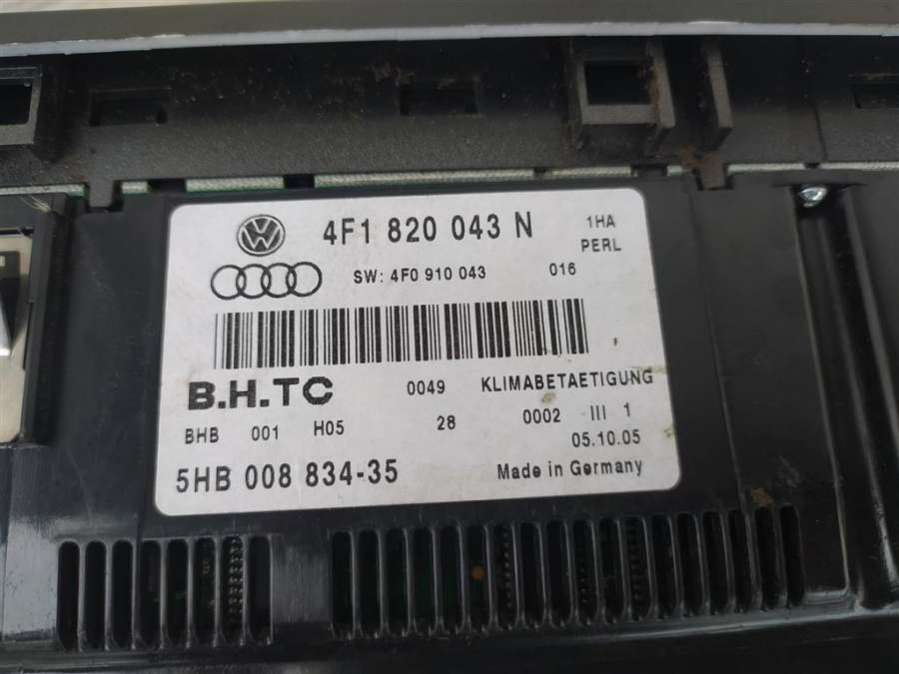 4F1 820 043 N 1HA
SW: 4F0 910 043 016 PERL
B.H.TC 0049 KLIMABETAETIGUNG
BHB 001 H05 28 0002 III 1
05.10.05
5HB 008 834-35 Made in Germany